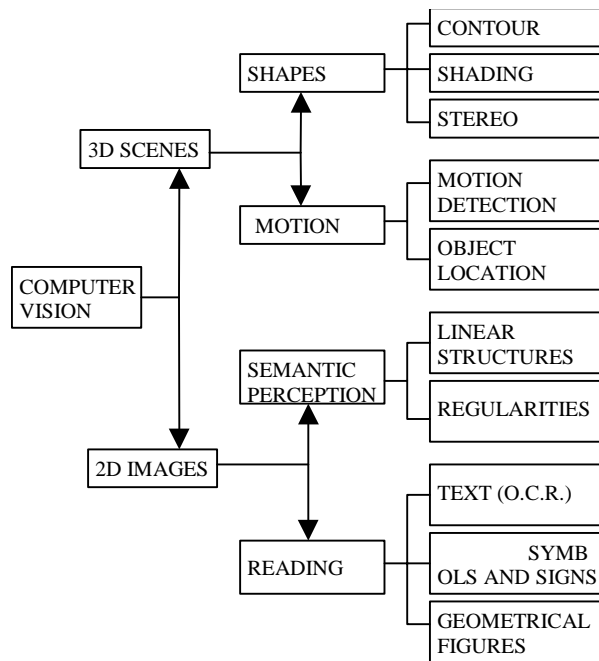 CONTOUR
SHAPES
SHADING
STEREO
3D SCENES
MOTION
DETECTION
MOTION
OBJECT
LOCATION
COMPUTER
VISION
LINEAR
STRUCTURES
SEMANTIC
PERCEPTION
REGULARITIES
2D IMAGES
TEXT (O.C.R.)
SYMB
OLS AND SIGNS
READING
GEOMETRICAL
FIGURES